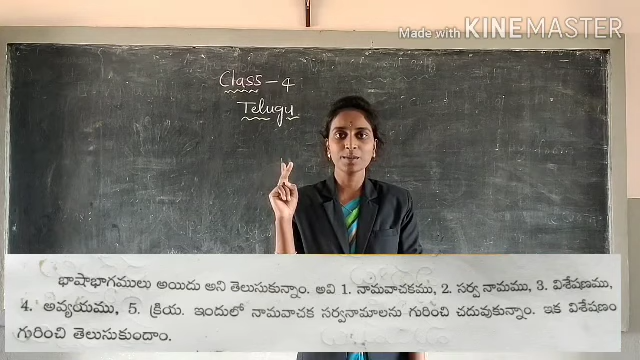 Made with KINEMASTER
Class - 4
Telugu
భాషాభాగములు అయిదు అని తెలుసుకున్నాం. అవి 1. నామవాచకము, 2. సర్వ నామము, 3. విశేషణము,
4. అవ్యయము, 5. క్రియ. ఇందులో నామవాచక సర్వనామాలను గురించి చదువుకున్నాం. ఇక విశేషణం
గురించి తెలుసుకుందాం.